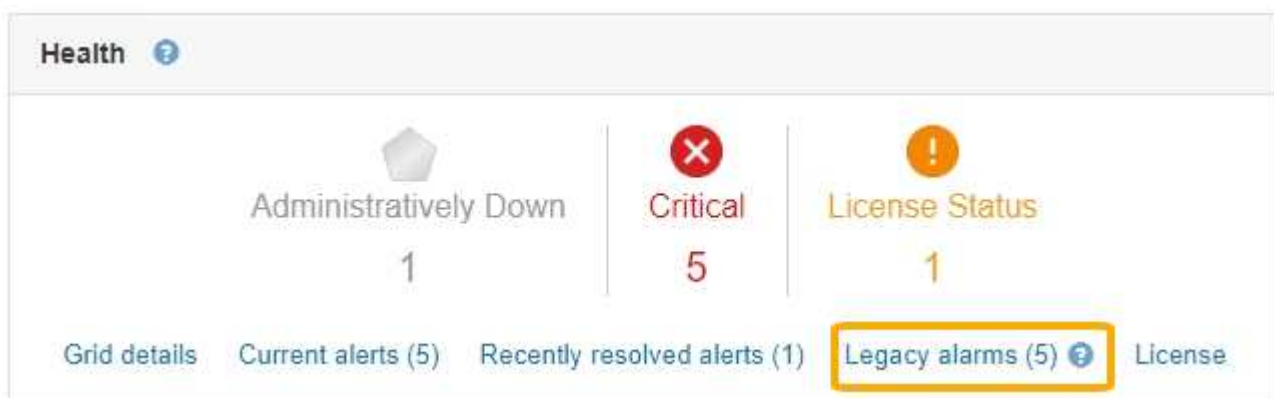 Health
Administratively Down
Critical
License Status
1
5
1
Grid details
Current alerts (5)
Recently resolved alerts (1)
Legacy alarms (5)
License